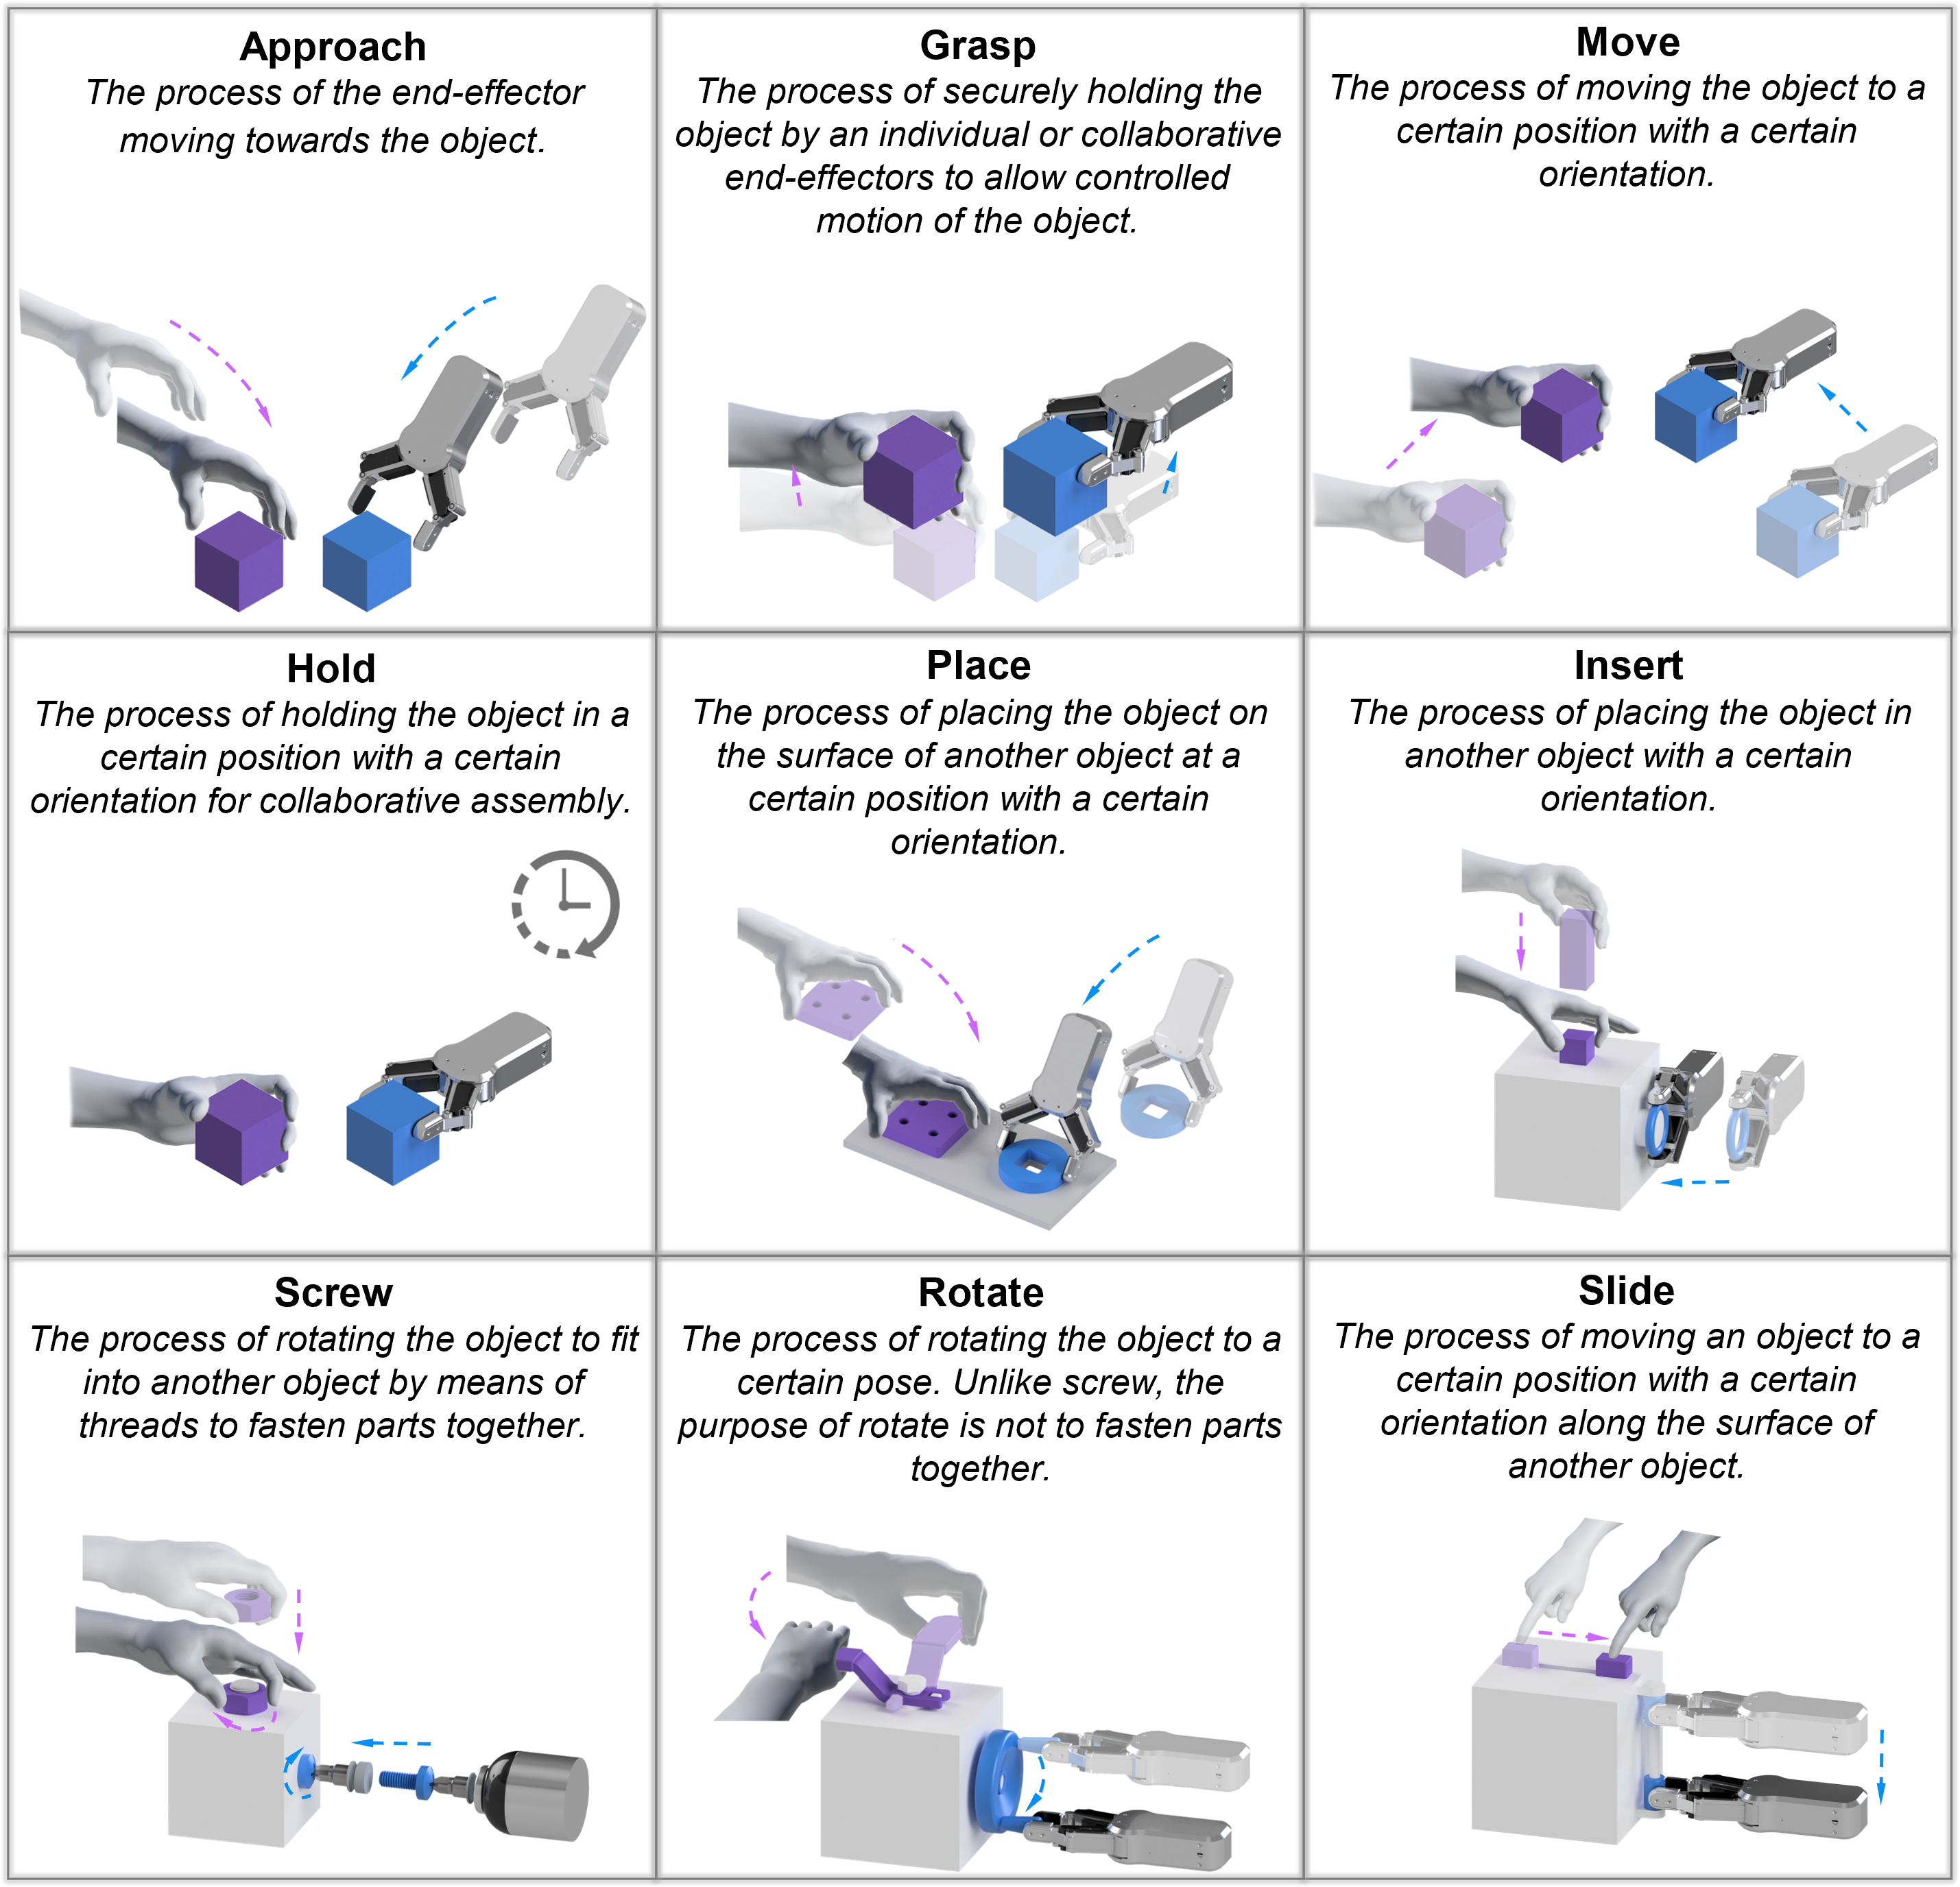 Approach
The process of the end-effector
moving towards the object.
Grasp
The process of securely holding the
object by an individual or collaborative
end-effectors to allow controlled
motion of the object.
Move
The process of moving the object to a
certain position with a certain
orientation.
Hold
The process of holding the object in a
certain position with a certain
orientation for collaborative assembly.
Place
The process of placing the object on
the surface of another object at a
certain position with a certain
orientation.
Insert
The process of placing the object in
another object with a certain
orientation.
Screw
The process of rotating the object to fit
into another object by means of
threads to fasten parts together.
Rotate
The process of rotating the object to a
certain pose. Unlike screw, the
purpose of rotate is not to fasten parts
together.
Slide
The process of moving an object to a
certain position with a certain
orientation along the surface of
another object.